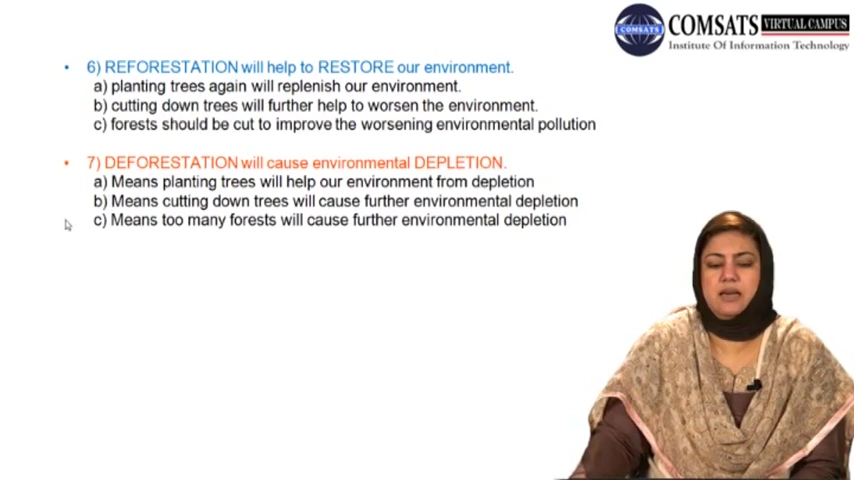 COMSATS VIRTUAL CAMPUS
COMSATS
Institute Of Information Technology
• 6) REFORESTATION will help to RESTORE our environment.
a) planting trees again will replenish our environment.
b) cutting down trees will further help to worsen the environment.
c) forests should be cut to improve the worsening environmental pollution
• 7) DEFORESTATION will cause environmental DEPLETION.
a) Means planting trees will help our environment from depletion
b) Means cutting down trees will cause further environmental depletion
c) Means too many forests will cause further environmental depletion